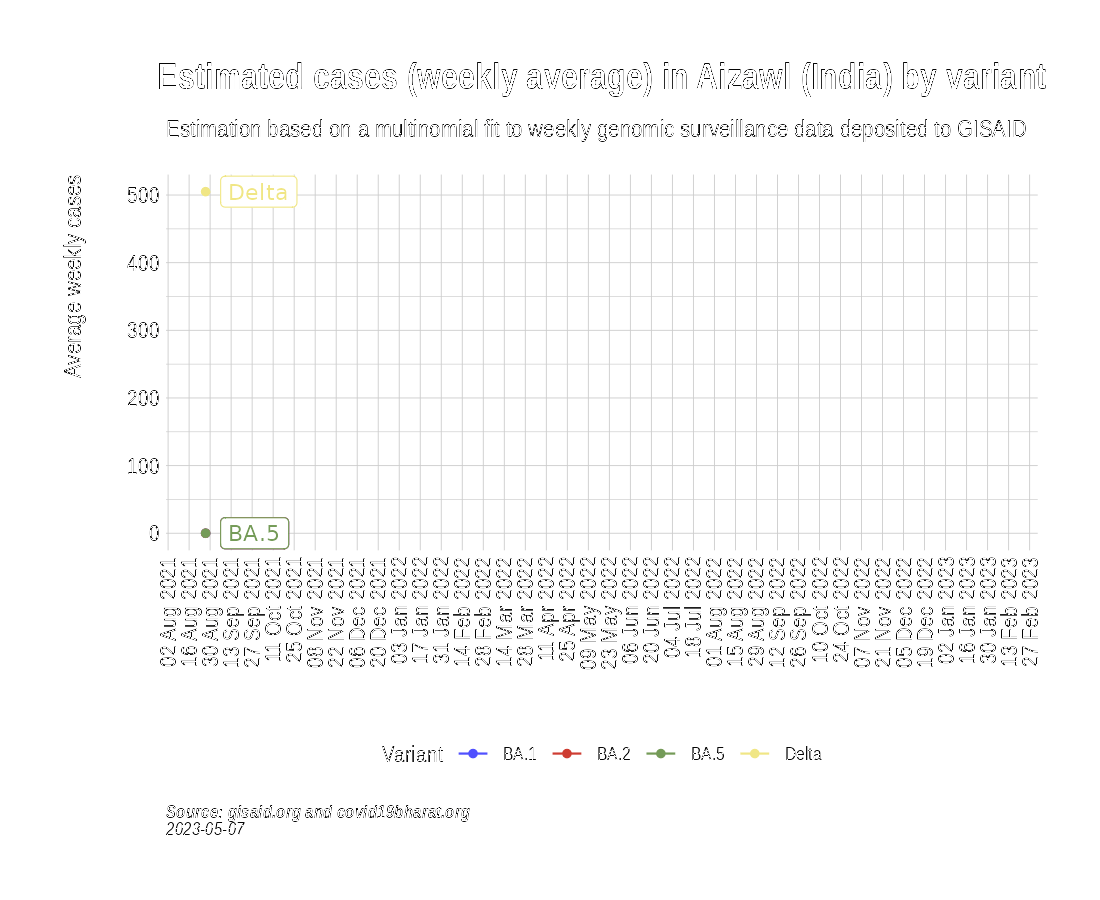 Estimated cases (weekly average) in Aizawl (India) by variant
Estimation based on a multinomial fit to weekly genomic surveillance data deposited to GISAID
Average weekly cases
500
400
300
200
100
0
Delta
BA.5
02 Aug 2021
16 Aug 2021
30 Aug 2021
13 Sep 2021
27 Sep 2021
11 Oct 2021
25 Oct 2021
08 Nov 2021
22 Nov 2021
06 Dec 2021
20 Dec 2021
03 Jan 2022
17 Jan 2022
31 Jan 2022
14 Feb 2022
28 Feb 2022
14 Mar 2022
28 Mar 2022
11 Apr 2022
25 Apr 2022
09 May 2022
23 May 2022
06 Jun 2022
20 Jun 2022
04 Jul 2022
18 Jul 2022
01 Aug 2022
15 Aug 2022
29 Aug 2022
12 Sep 2022
26 Sep 2022
10 Oct 2022
24 Oct 2022
07 Nov 2022
21 Nov 2022
05 Dec 2022
19 Dec 2022
02 Jan 2023
16 Jan 2023
30 Jan 2023
13 Feb 2023
27 Feb 2023
Variant BA.1 BA.2 BA.5 Delta
Source: gisaid.org and covid19bharat.org
2023-05-07